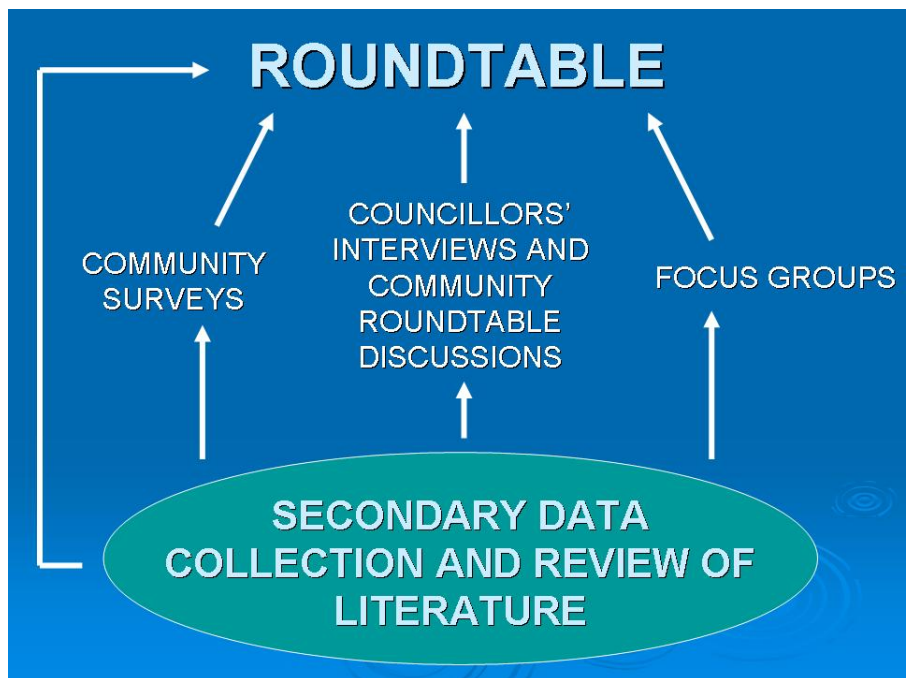 ROUNDTABLE
COMMUNITY
SURVEYS
COUNCILLORS'
INTERVIEWS AND
COMMUNITY
ROUNDTABLE
DISCUSSIONS
FOCUS GROUPS
SECONDARY DATA
COLLECTION AND REVIEW OF
LITERATURE